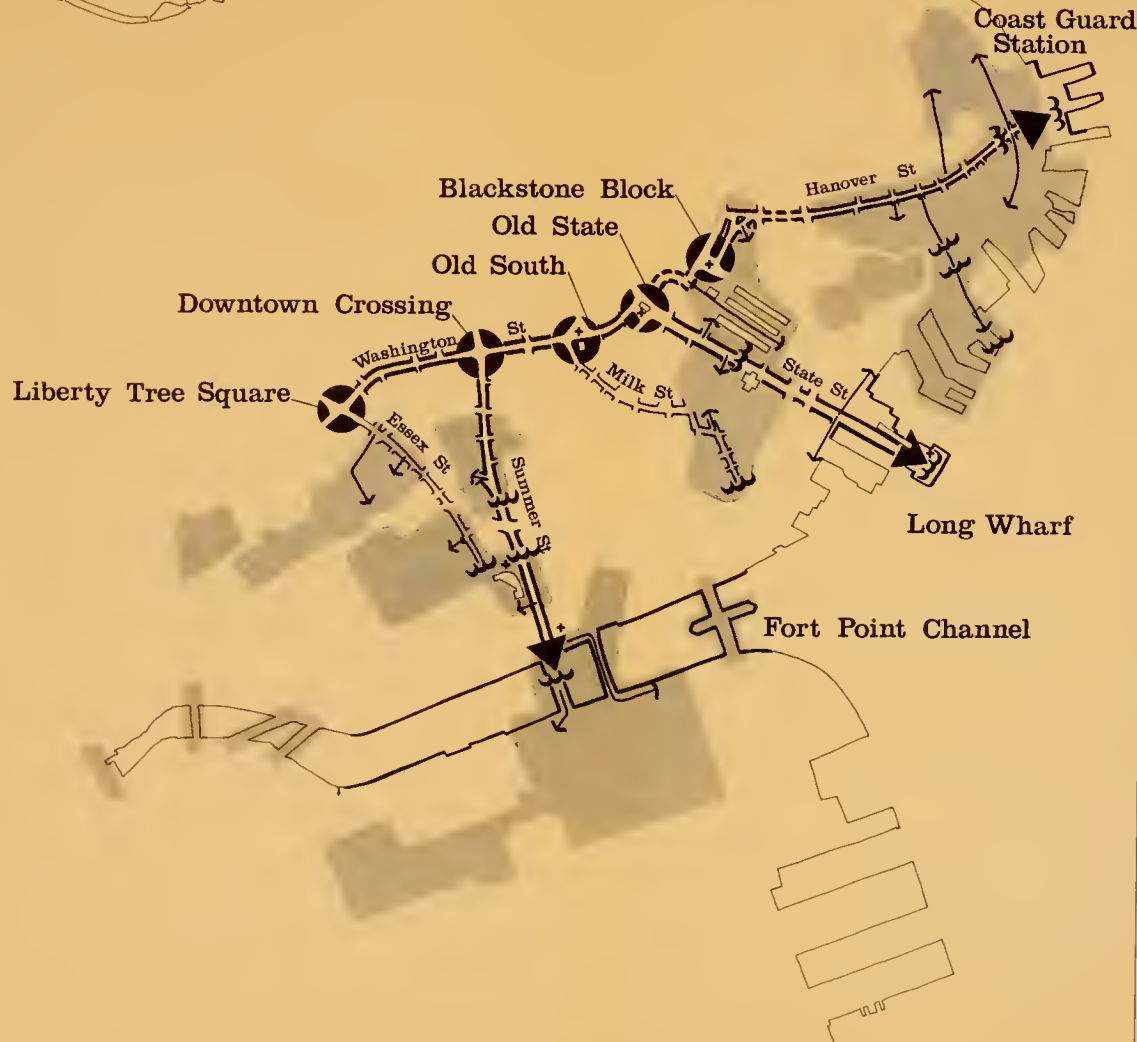 Coast Guard
Station
Hanover St
Blackstone Block
Old State
Old South
Downtown Crossing
Washington St
Liberty Tree Square
Essex St
Milk St
State St
Summer St
Long Wharf
Fort Point Channel